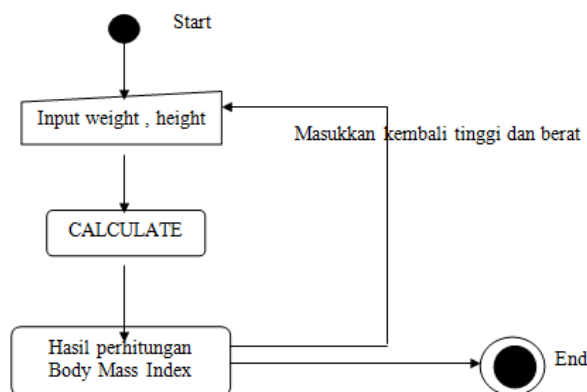 Start
Input weight , height
Masukkan kembali tinggi dan berat
CALCULATE
Hasil perhitungan
Body Mass Index
End